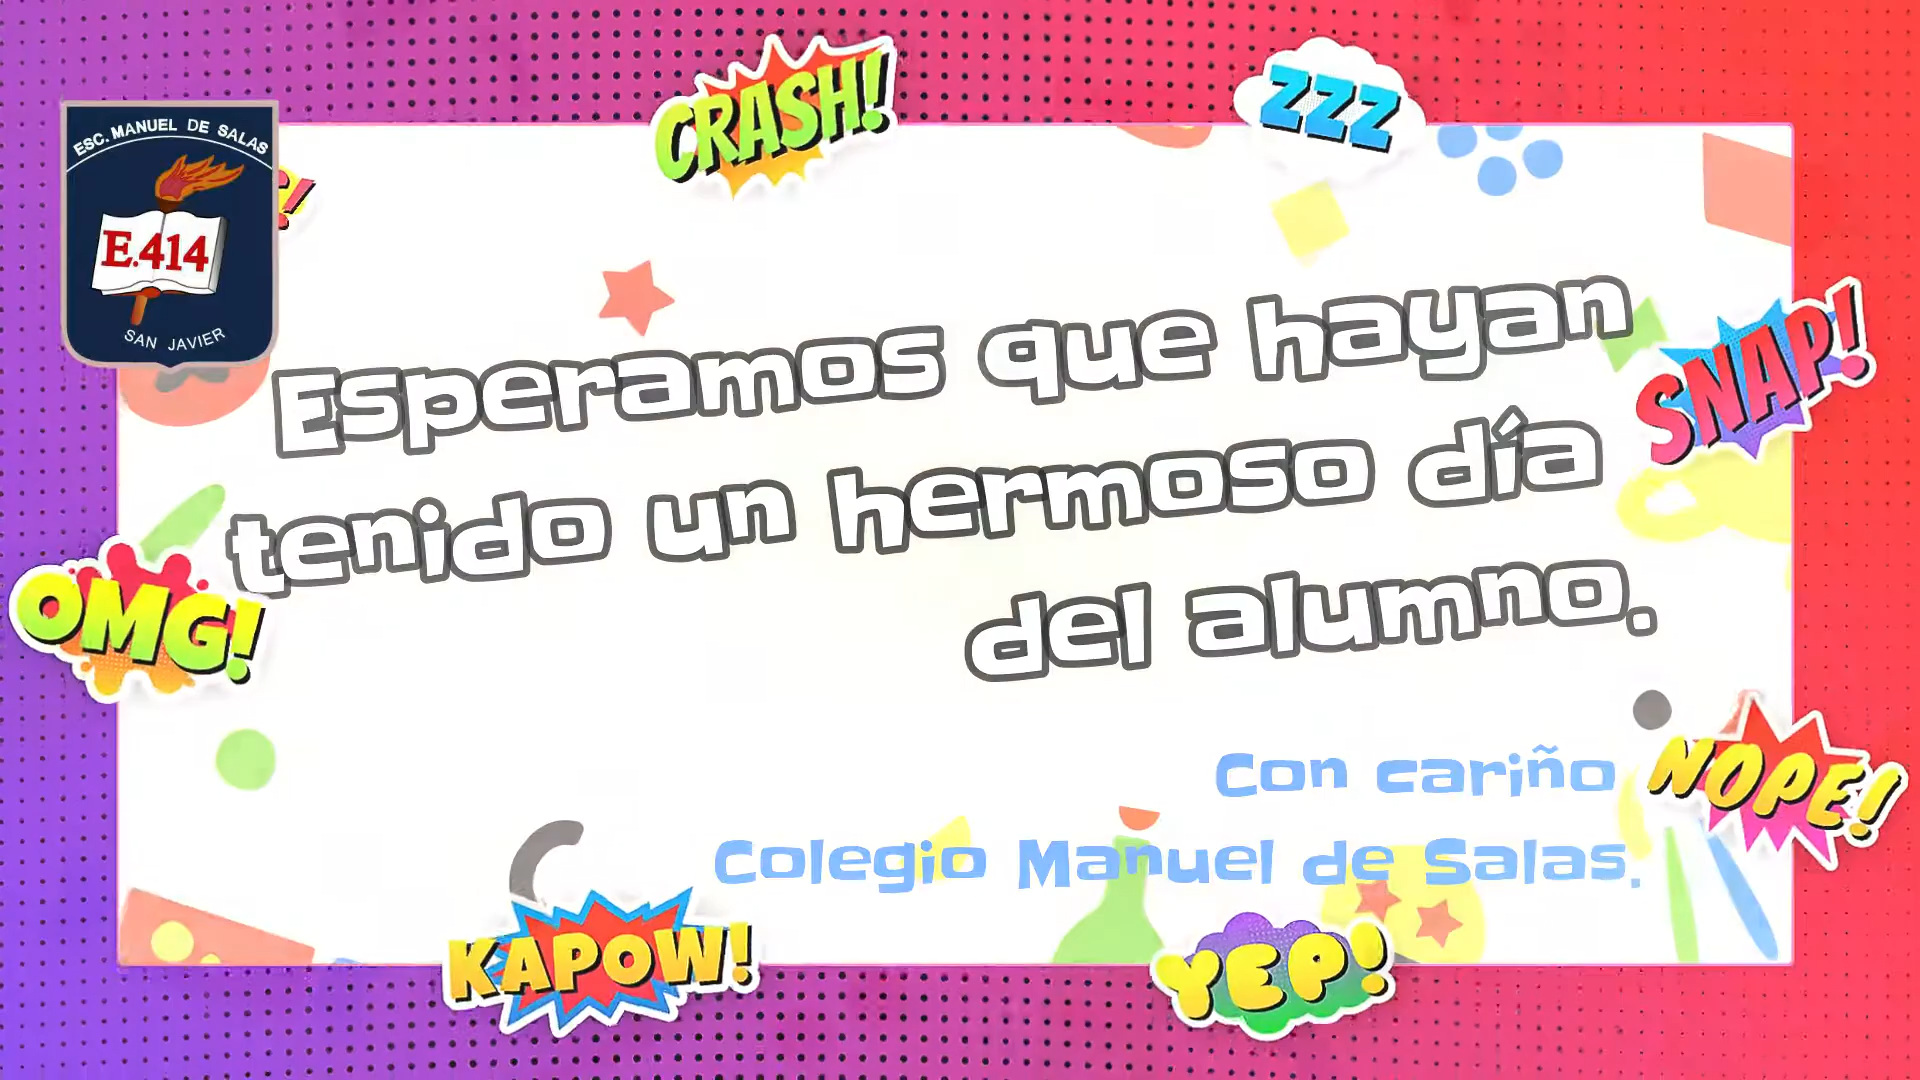 CRASH!
ZZZ
ESC. MANUEL DE SALAS
E.414
SAN JAVIER
Esperamos que hayan
tenido un hermoso día
del alumno.
SNAP!
OMG!
Con cariño
Colegio Manuel de Salas.
NOPE!
KAPOW!
YEP!